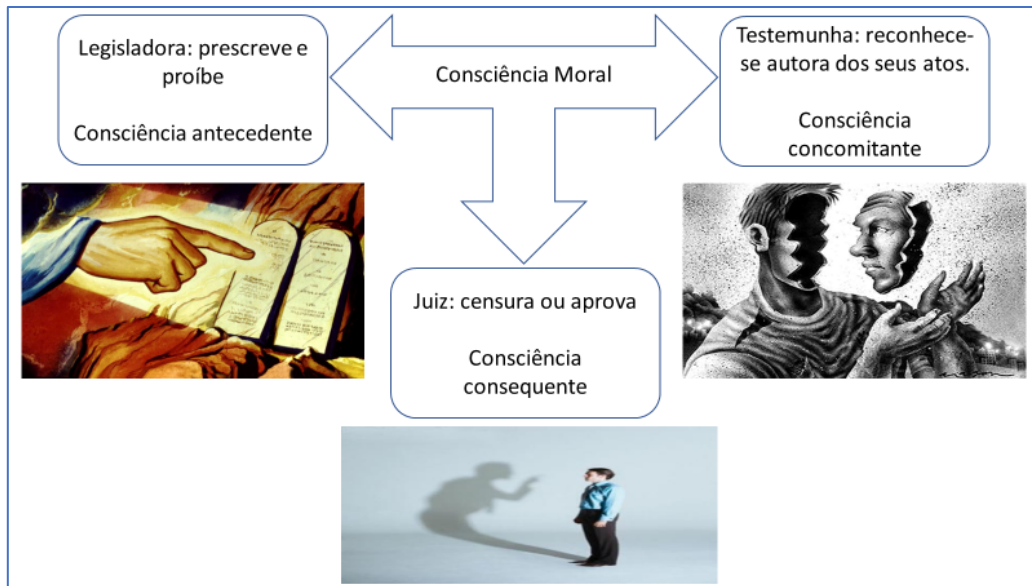 Legisladora: prescreve e
proíbe
Consciência antecedente
Consciência Moral
Testemunha: reconhece-
se autora dos seus atos.
Consciência
concomitante
Juiz: censura ou aprova
Consciência
consequente